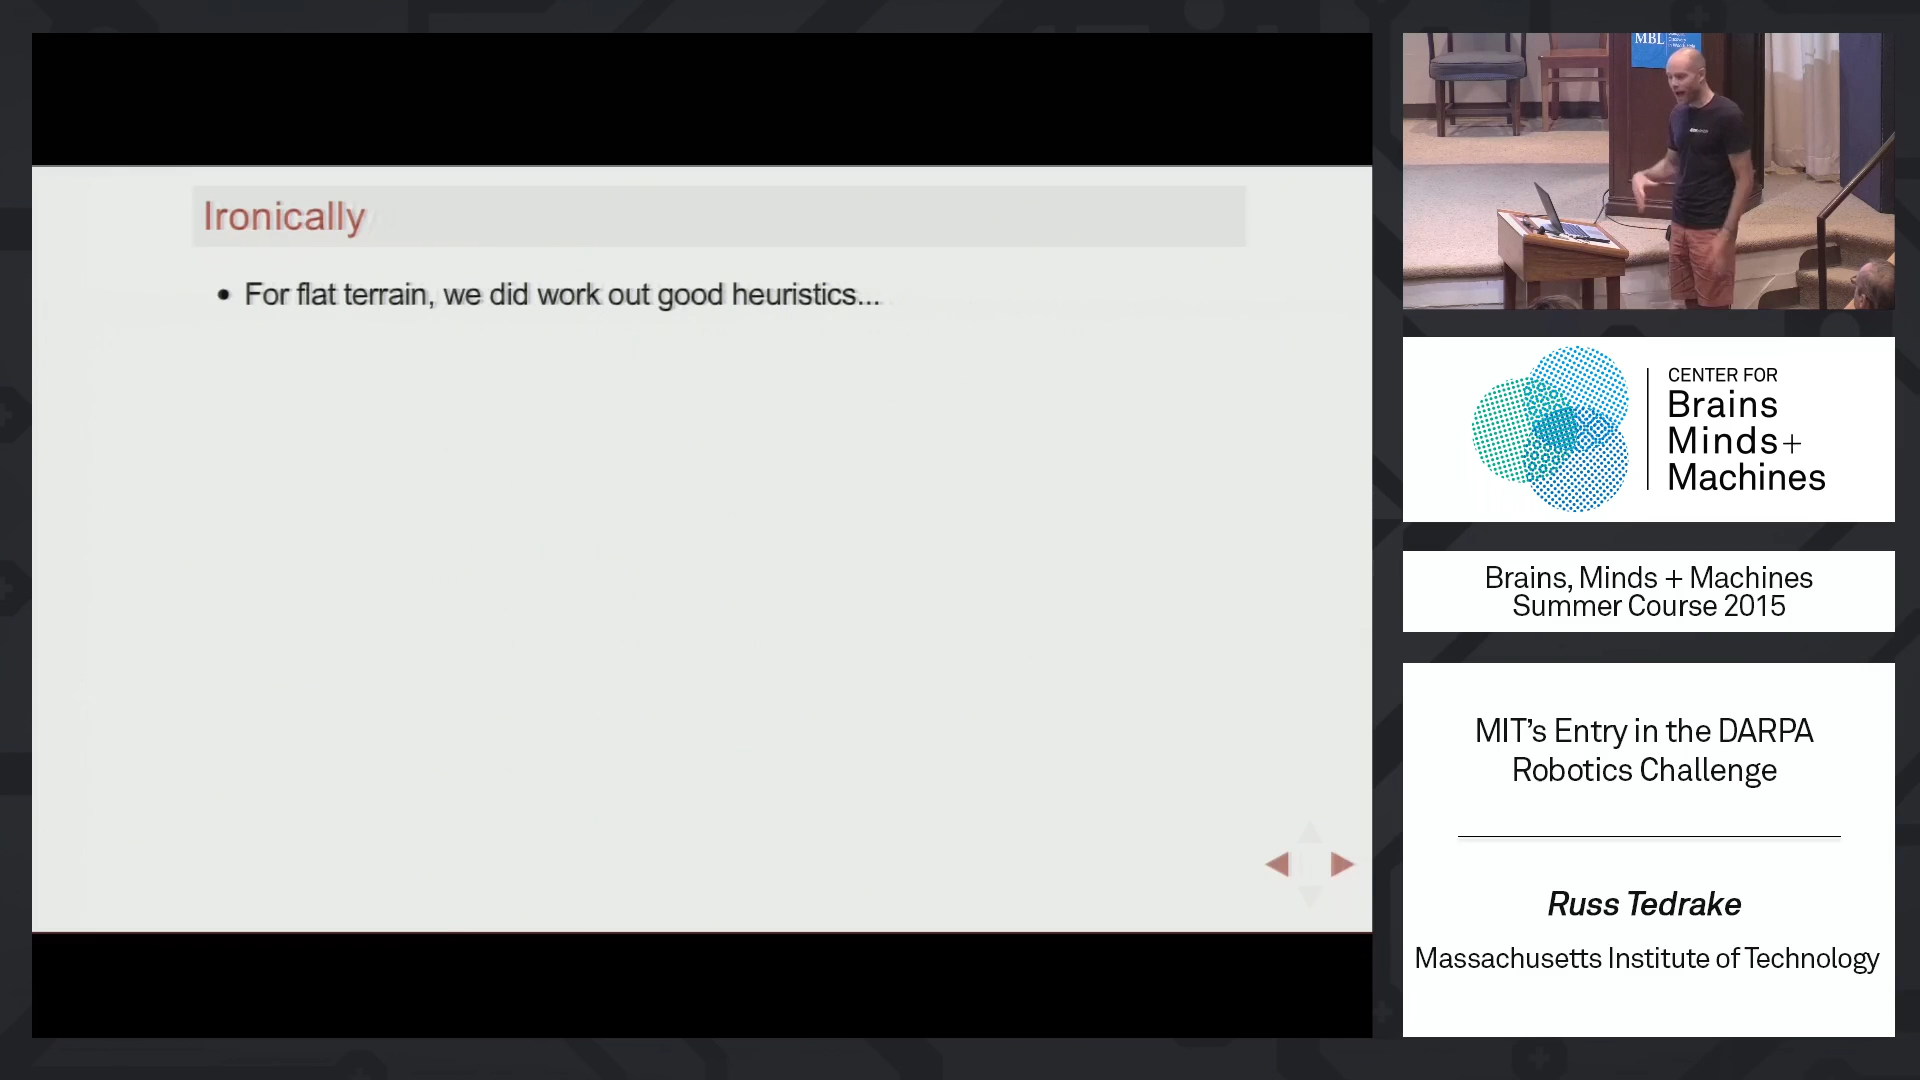 Ironically
• For flat terrain, we did work out good heuristics...
MBL
CENTER FOR
Brains
Minds+
Machines
Brains, Minds + Machines
Summer Course 2015
MIT's Entry in the DARPA
Robotics Challenge
Russ Tedrake
Massachusetts Institute of Technology